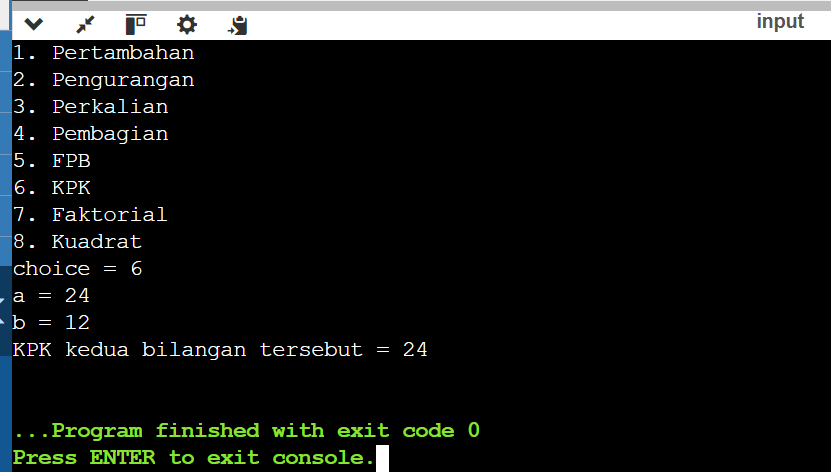 input
1. Pertambahan
2. Pengurangan
3. Perkalian
4. Pembagian
5. FPB
6. KPK
7. Faktorial
8. Kuadrat
choice = 6
a = 24
b = 12
KPK kedua bilangan tersebut = 24
...Program finished with exit code 0
Press ENTER to exit console.